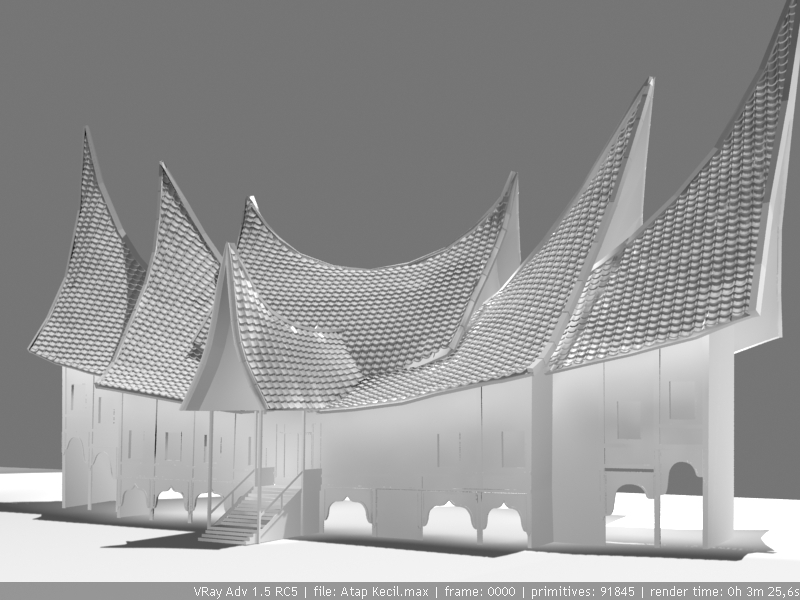 VRay Adv 1.5 RC5 | file: Atap Kecil.max | frame: 0000 | primitives: 91845 | render time: 0h 3m 25,6s